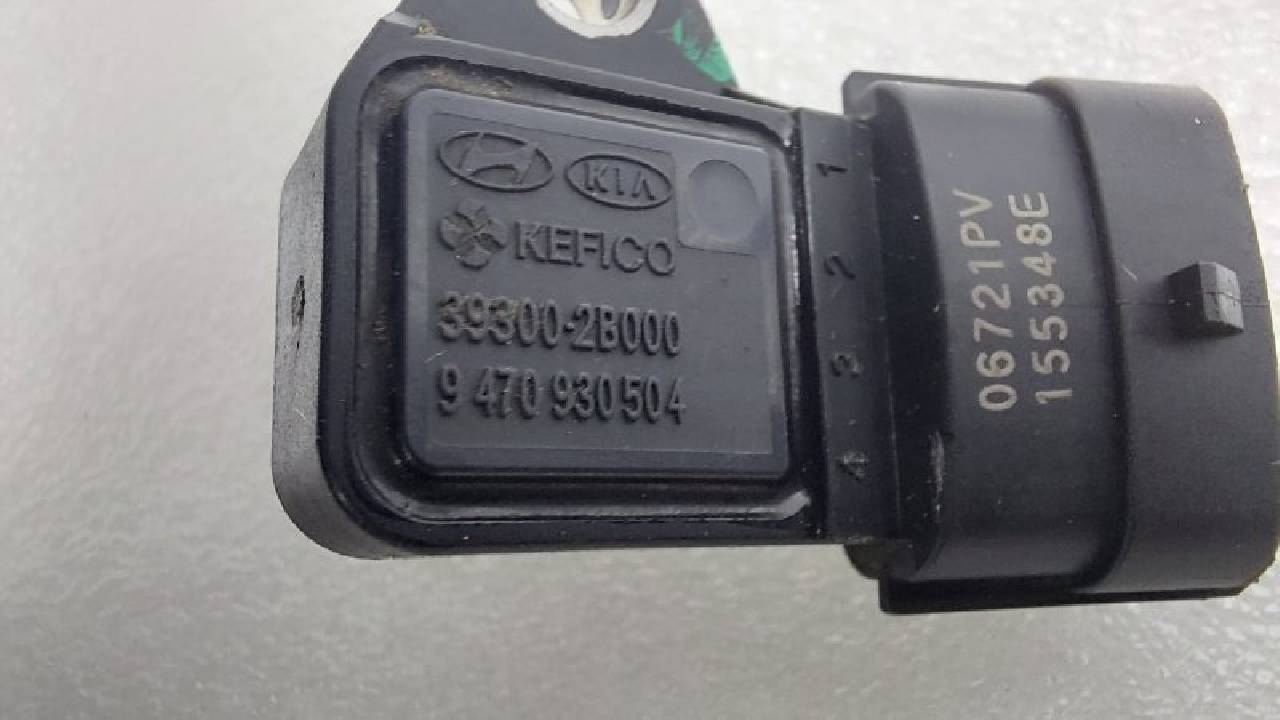 KIA
KEFICO
39300-2B000
9 470 930 504
1
2
3
4
06721PV
155348E